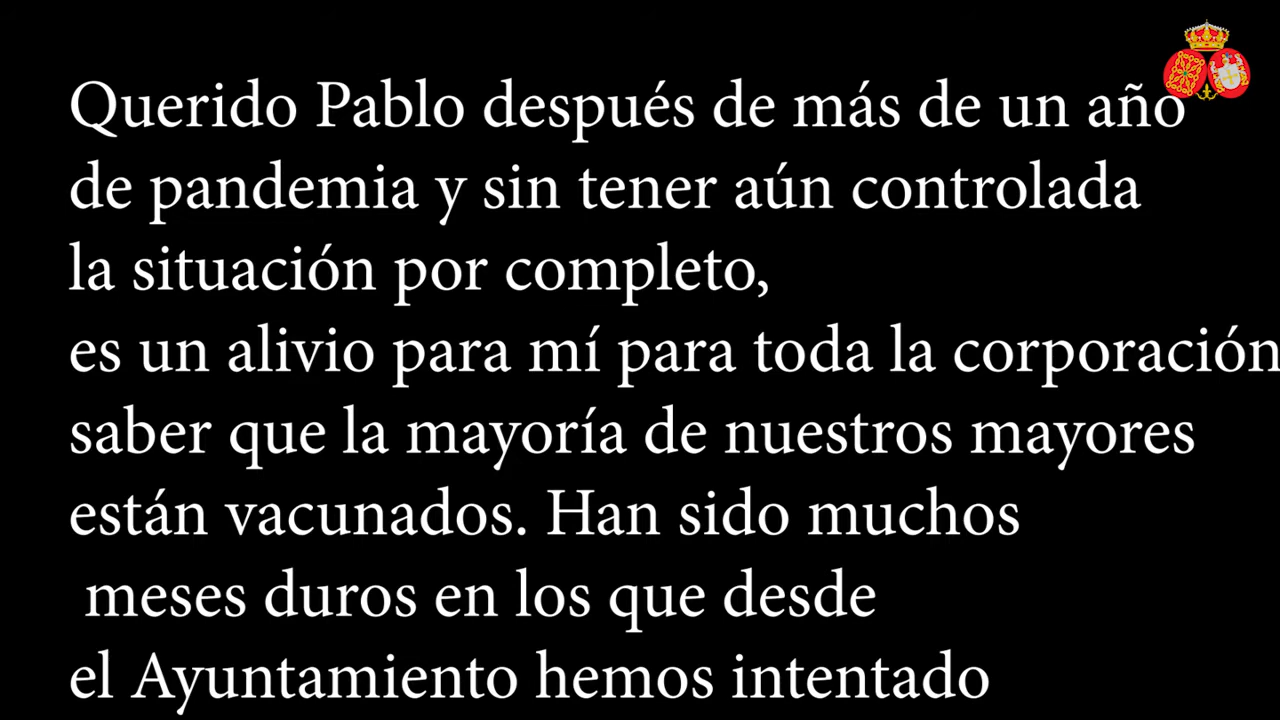 Querido Pablo después de más de un año
de pandemia y sin tener aún controlada
la situación por completo,
es un alivio para mí para toda la corporación
saber que la mayoría de nuestros mayores
están vacunados. Han sido muchos
meses duros en los que desde
el Ayuntamiento hemos intentado